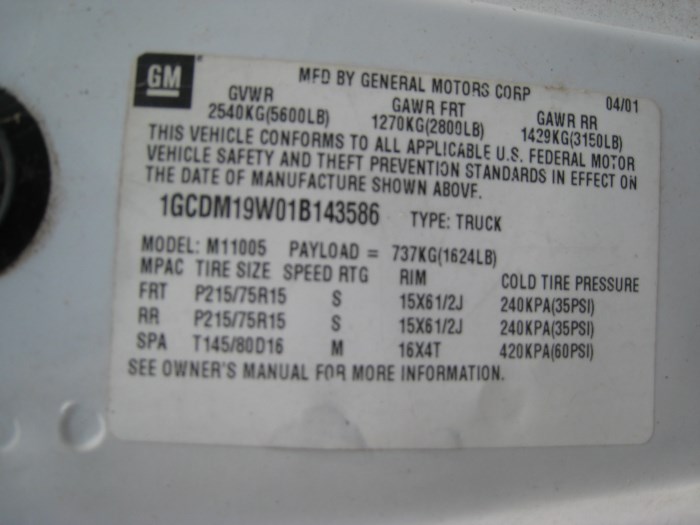 GM
MFD BY GENERAL MOTORS CORP 04/01
GVWR GAWR FRT GAWR RR
2540KG(5600LB) 1270KG(2800LB) 1429KG(3150LB)
THIS VEHICLE CONFORMS TO ALL APPLICABLE U.S. FEDERAL MOTOR
VEHICLE SAFETY AND THEFT PREVENTION STANDARDS IN EFFECT ON
THE DATE OF MANUFACTURE SHOWN ABOVE.
1GCDM19W01B143586 TYPE: TRUCK
MODEL: M11005 PAYLOAD = 737KG(1624LB)
MPAC TIRE SIZE SPEED RTG RIM COLD TIRE PRESSURE
FRT P215/75R15 S 15X61/2J 240KPA(35PSI)
RR P215/75R15 S 15X61/2J 240KPA(35PSI)
SPA T145/80D16 M 16X4T 420KPA(60PSI)
SEE OWNER'S MANUAL FOR MORE INFORMATION.